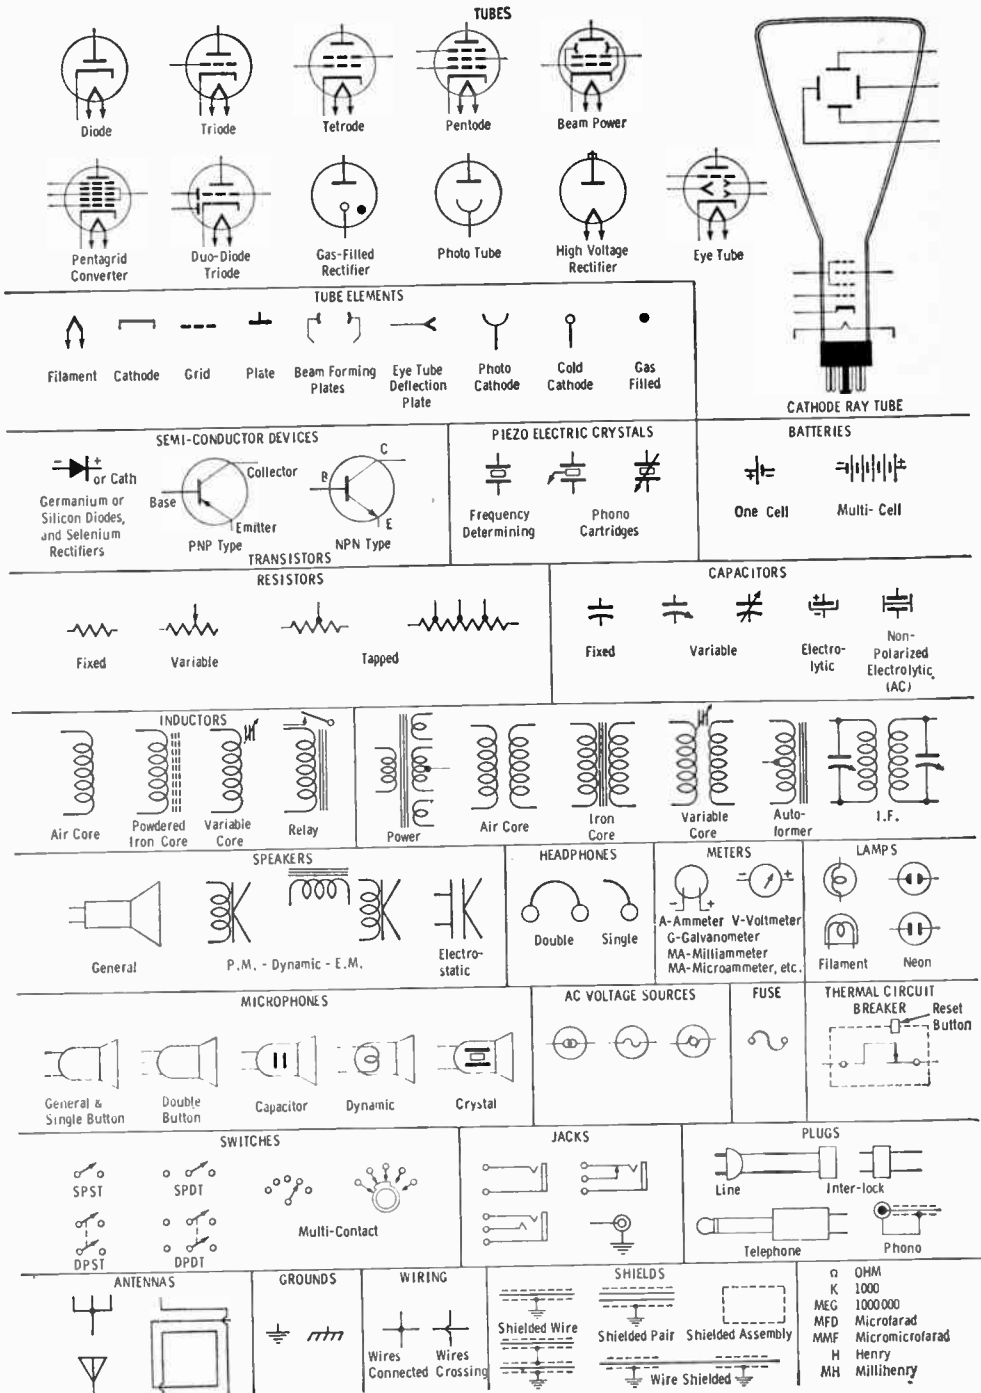 TUBES
Diode
Triode
Tetrode
Pentode
Beam Power
Pentagrid
Converter
Duo-Diode
Triode
Gas-Filled
Rectifier
Photo Tube
High Voltage
Rectifier
Eye Tube
CATHODE RAY TUBE
TUBE ELEMENTS
Filament
Cathode
Grid
Plate
Beam Forming
Plates
Eye Tube
Deflection
Plate
Photo
Cathode
Cold
Cathode
Gas
Filled
SEMI-CONDUCTOR DEVICES
- +
or Cath
Germanium or
Silicon Diodes,
and Selenium
Rectifiers
Base
Collector
Emitter
PNP Type
B
C
E
NPN Type
TRANSISTORS
PIEZO ELECTRIC CRYSTALS
Frequency
Determining
Phono
Cartridges
BATTERIES
- +
One Cell
- +
Multi-Cell
RESISTORS
Fixed
Variable
Tapped
CAPACITORS
Fixed
Variable
+
-
Electro-
lytic
Non-
Polarized
Electrolytic
(AC)
INDUCTORS
Air Core
Powdered
Iron Core
Variable
Core
Relay
Power
Air Core
Iron
Core
Variable
Core
Auto-
former
I.F.
SPEAKERS
General
P.M. - Dynamic - E.M.
Electro-
static
HEADPHONES
Double
Single
METERS
- +
- +
A-Ammeter V-Voltmeter
G-Galvanometer
MA-Milliammeter
MA-Microammeter, etc.
LAMPS
Filament
Neon
MICROPHONES
General &
Single Button
Double
Button
Capacitor
Dynamic
Crystal
AC VOLTAGE SOURCES
FUSE
THERMAL CIRCUIT
BREAKER
Reset
Button
SWITCHES
SPST
SPDT
DPST
DPDT
Multi-Contact
JACKS
PLUGS
Line
Inter-lock
Telephone
Phono
ANTENNAS
GROUNDS
WIRING
Wires
Connected
Wires
Crossing
SHIELDS
Shielded Wire
Shielded Pair
Shielded Assembly
Wire Shielded
Ω OHM
K 1000
MEG 1000000
MFD Microfarad
MMF Micromicrofarad
H Henry
MH Millihenry